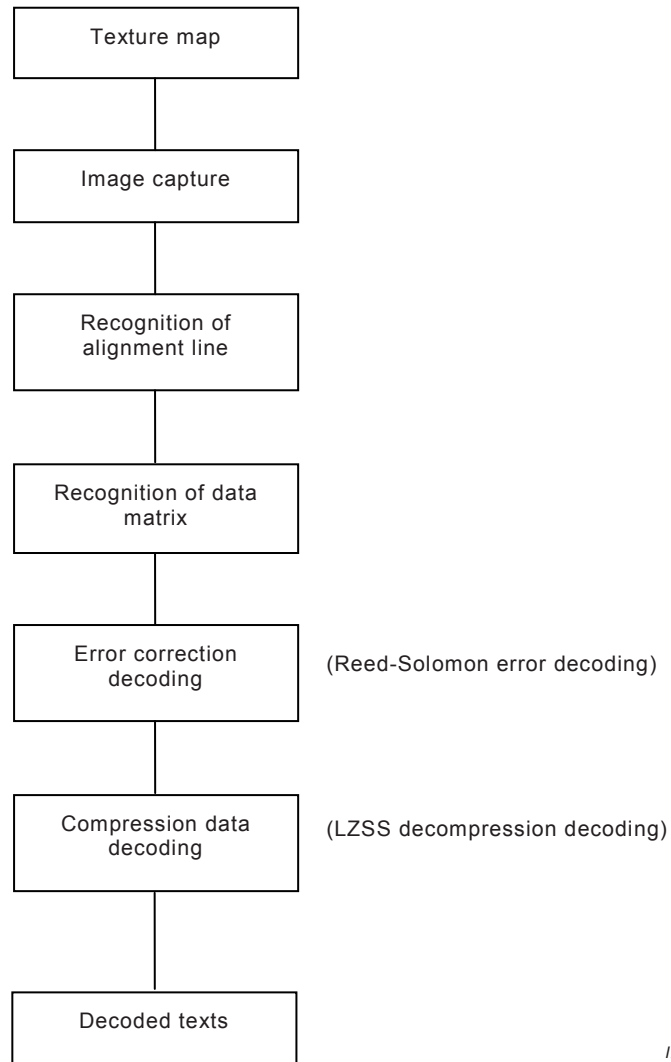 Texture map
Image capture
Recognition of
alignment line
Recognition of data
matrix
Error correction
decoding
(Reed-Solomon error decoding)
Compression data
decoding
(LZSS decompression decoding)
Decoded texts